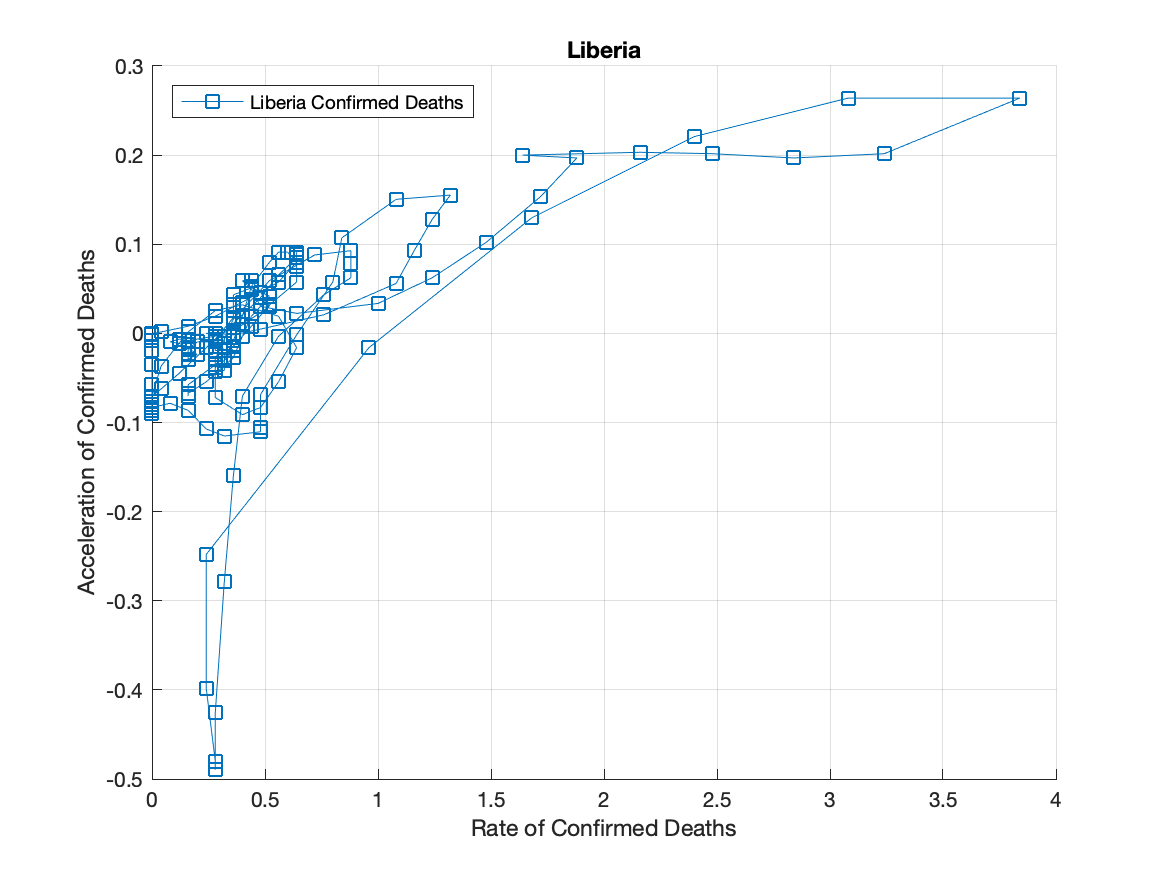 Liberia
Liberia Confirmed Deaths
Acceleration of Confirmed Deaths
0.3
0.2
0.1
0
-0.1
-0.2
-0.3
-0.4
-0.5
0 0.5 1 1.5 2 2.5 3 3.5 4
Rate of Confirmed Deaths